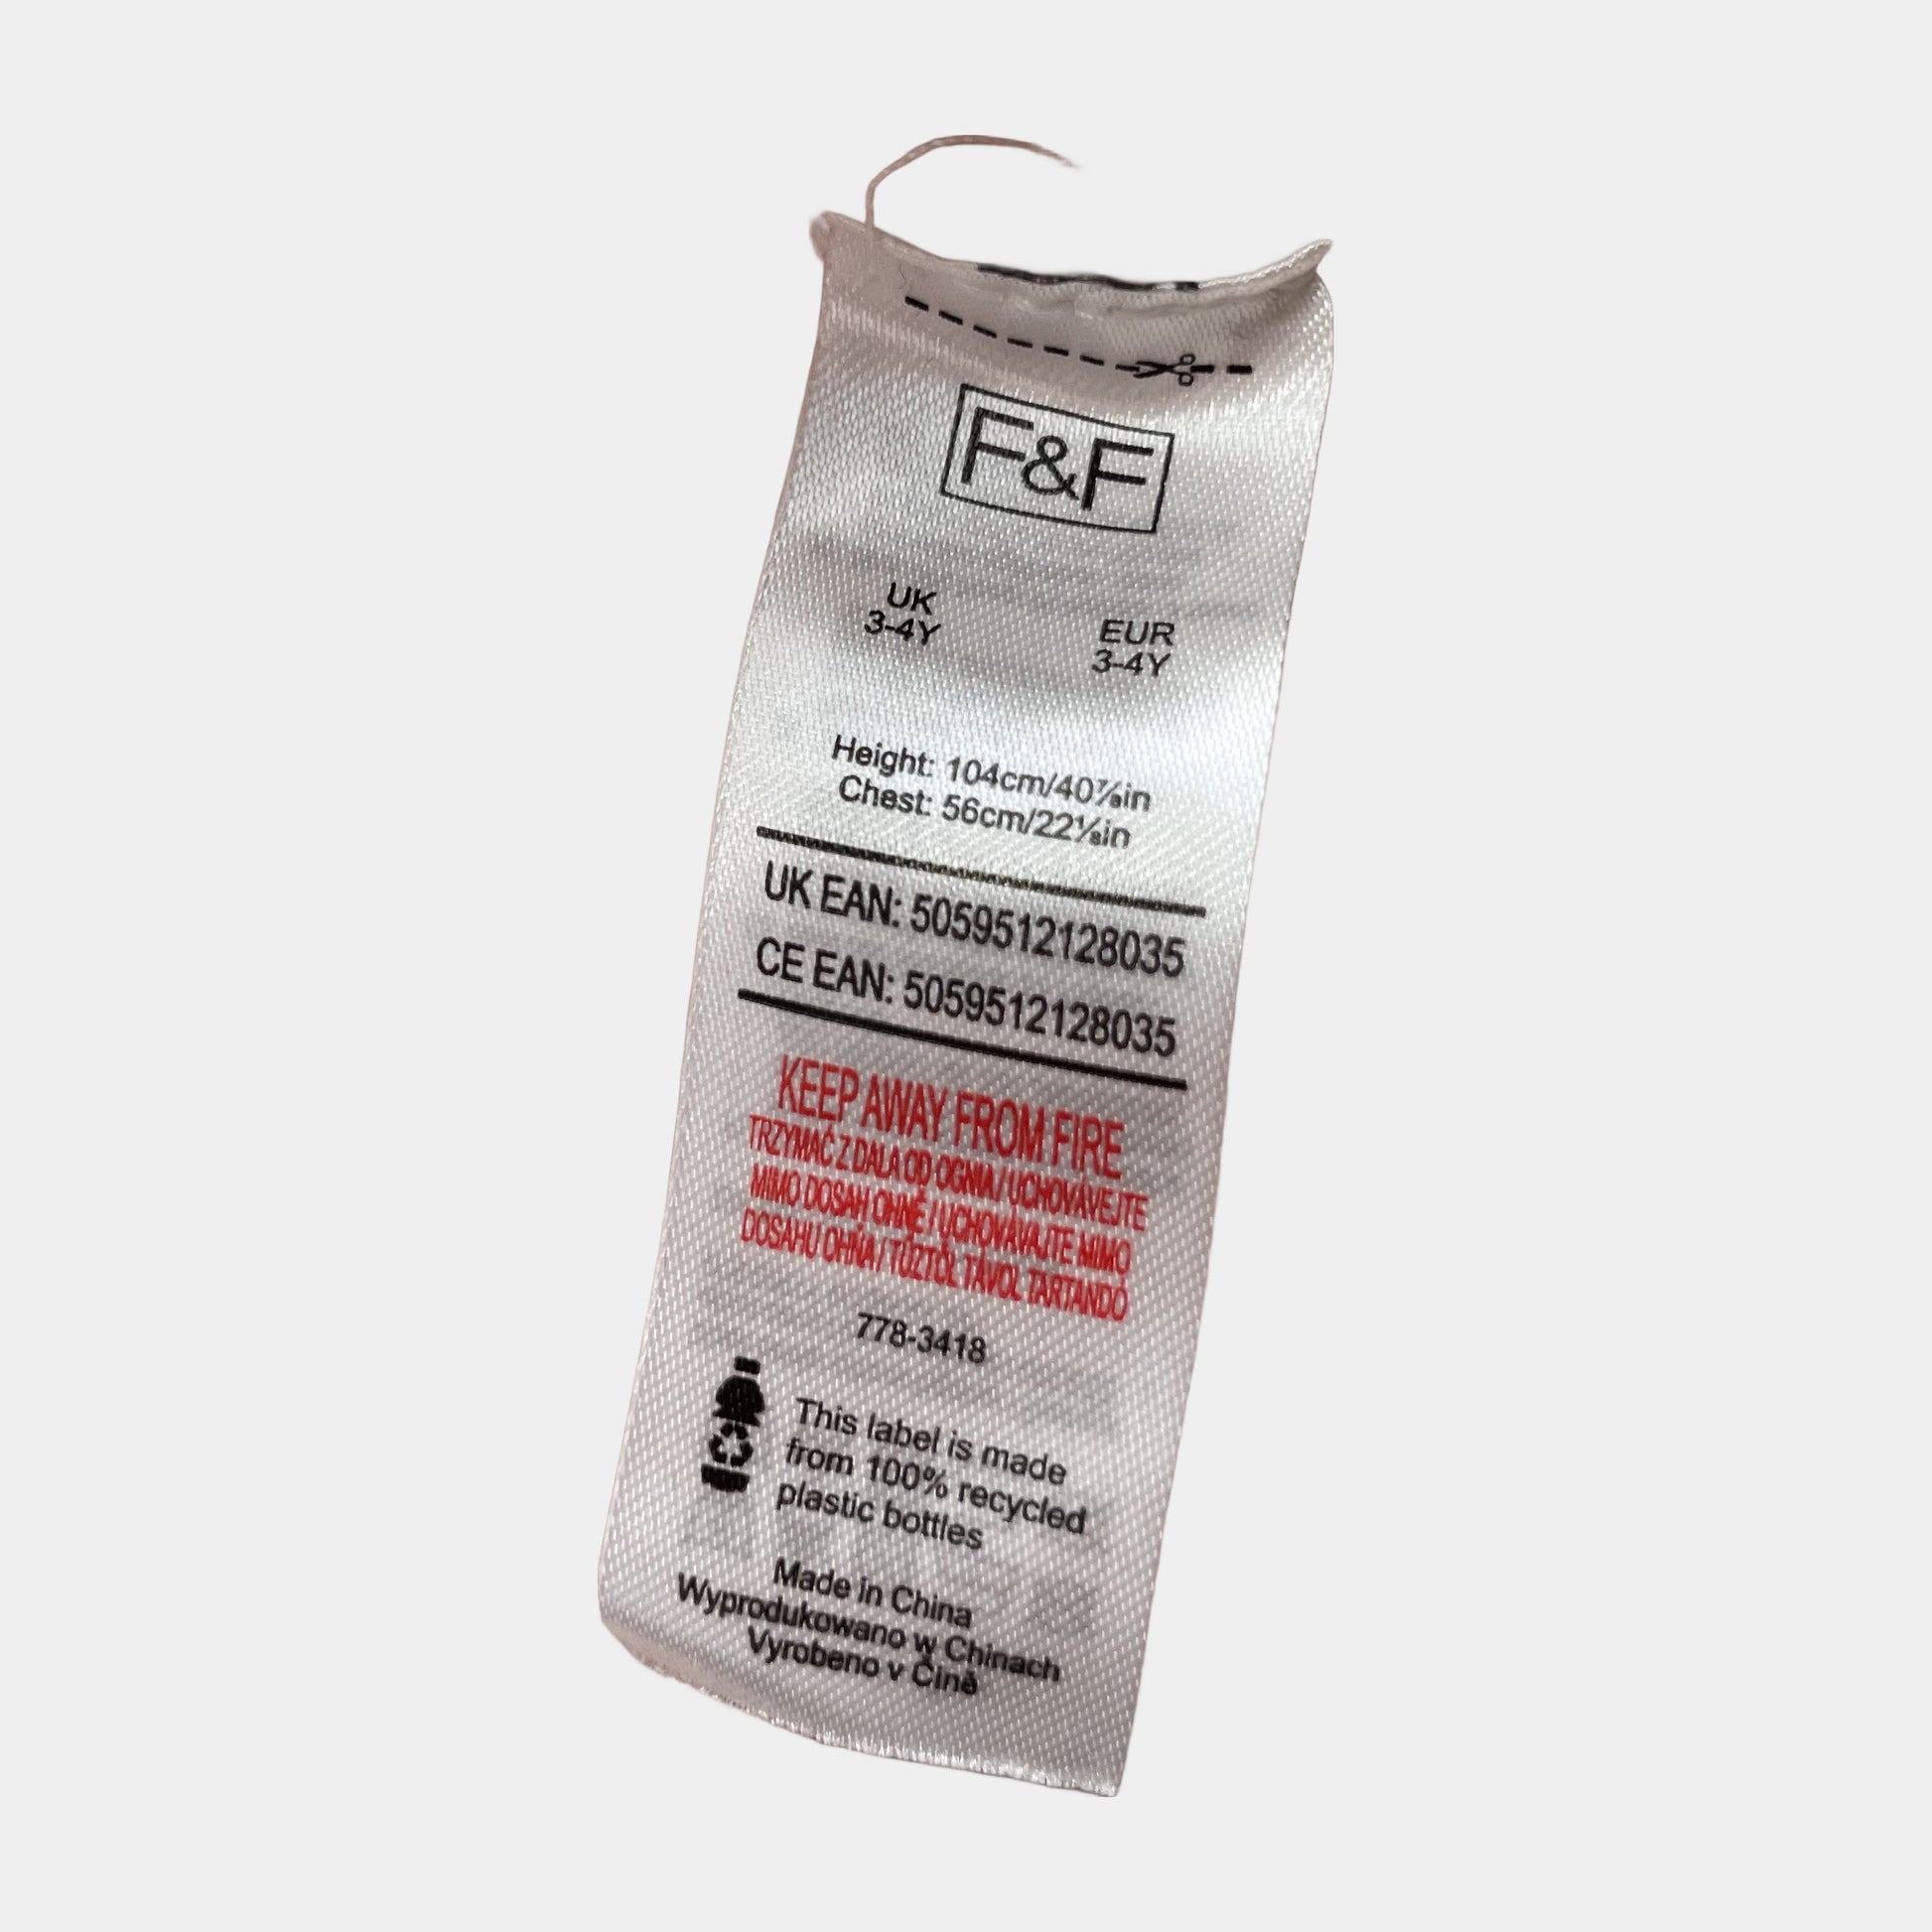 F&F
UK
3-4Y
EUR
3-4Y
Height: 104cm/40⅞in
Chest: 56cm/22⅛in
UK EAN: 5059512128035
CE EAN: 5059512128035
KEEP AWAY FROM FIRE
TRZYMAĆ Z DALA OD OGNIA / UCHOVÁVEJTE
MIMO DOSAH OHNĚ / UCHOVÁVAJTE MIMO
DOSAHU OHŇA / TŰZTŐL TÁVOL TARTANDÓ
778-3418
This label is made
from 100% recycled
plastic bottles
Made in China
Wyprodukowano w Chinach
Vyrobeno v Číně